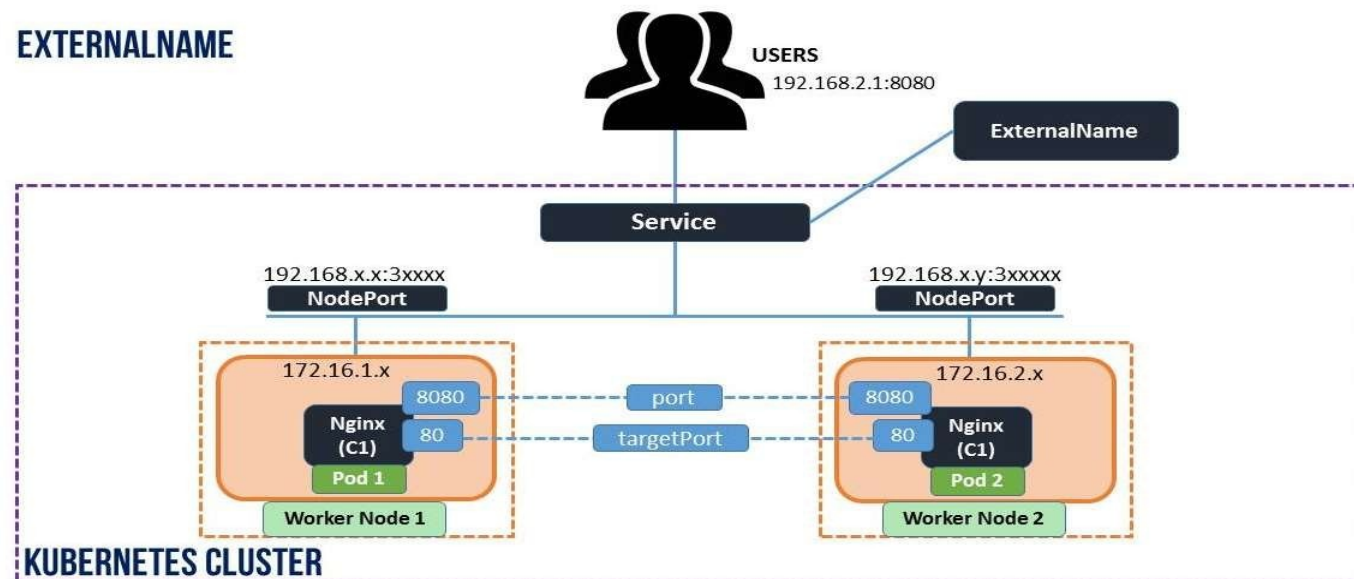 EXTERNALNAME
USERS
192.168.2.1:8080
ExternalName
Service
192.168.x.x:3xxxx
NodePort
192.168.x.y:3xxxxx
NodePort
172.16.1.x
172.16.2.x
8080
port
8080
Nginx
(C1)
80
targetPort
80
Nginx
(C1)
Pod 1
Pod 2
Worker Node 1
Worker Node 2
KUBERNETES CLUSTER